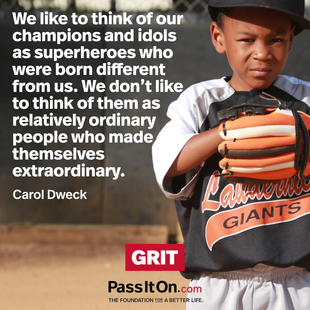 We like to think of our
champions and idols
as superheroes who
were born different
from us. We don't like
to think of them as
relatively ordinary
people who made
themselves
extraordinary.
Carol Dweck
GIANTS
GRIT
PassItOn.com
THE FOUNDATION FOR A BETTER LIFE.